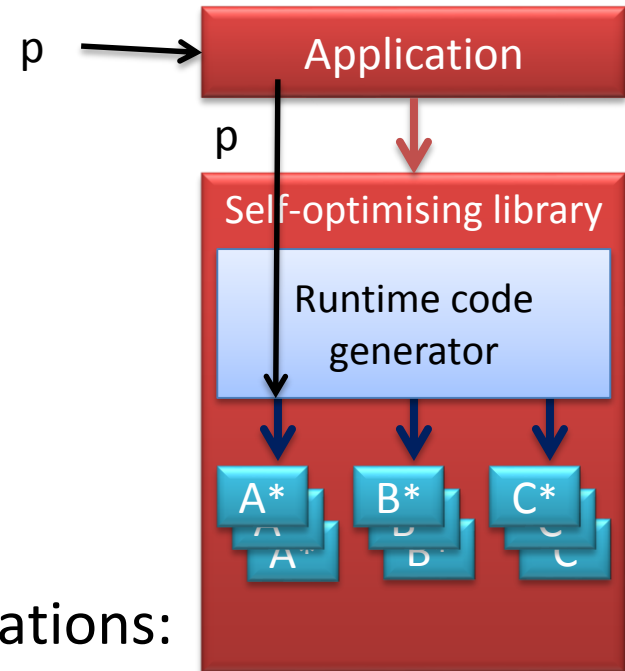 p
Application
p
Self-optimising library
Runtime code
generator
A* B* C*
A B C
A* B* C
ations: